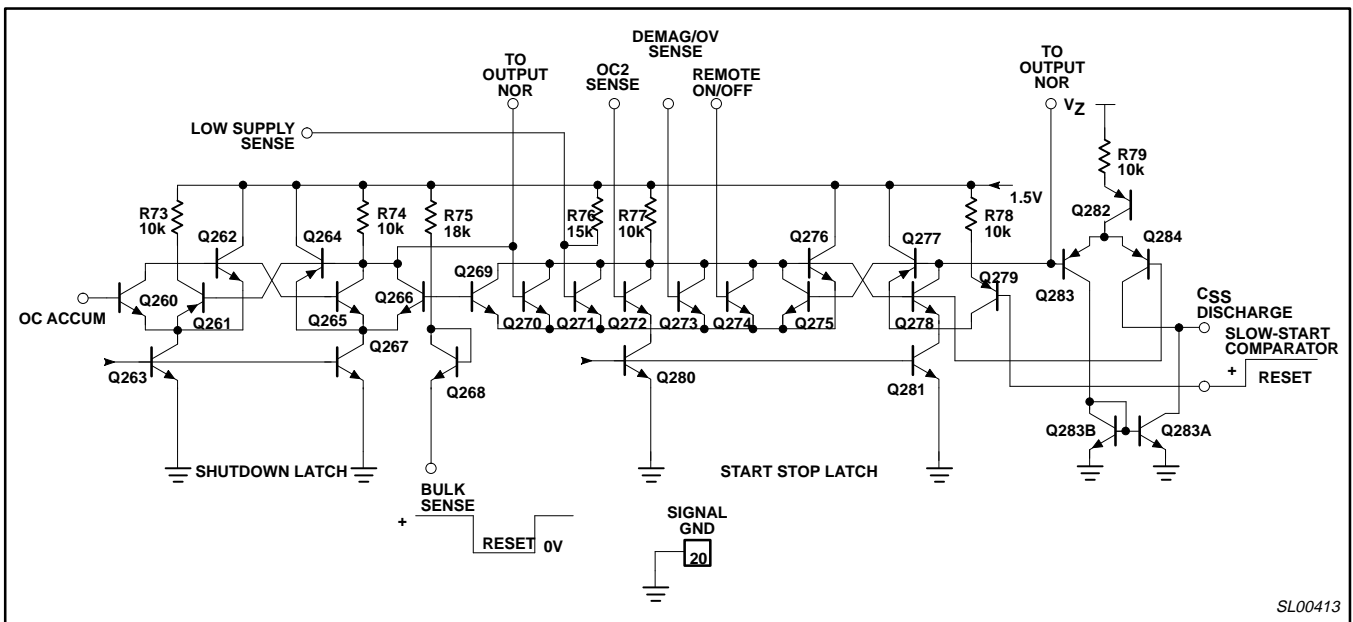 DEMAG/OV
SENSE
TO
OUTPUT
NOR
OC2
SENSE
REMOTE
ON/OFF
TO
OUTPUT
NOR
VZ
LOW SUPPLY
SENSE
R79
10k
1.5V
R73
10k
Q262
Q264
R74
10k
R75
18k
R76
15k
R77
10k
Q276
Q277
R78
10k
Q282
Q284
Q260
OC ACCUM
Q261
Q265
Q266
Q269
Q270
Q271
Q272
Q273
Q274
Q275
Q278
Q279
Q283
CSS
DISCHARGE
SLOW-START
COMPARATOR
+
RESET
Q263
Q267
Q268
Q280
Q281
Q283B
Q283A
SHUTDOWN LATCH
START STOP LATCH
BULK
SENSE
+
RESET
0V
SIGNAL
GND
20
SL00413